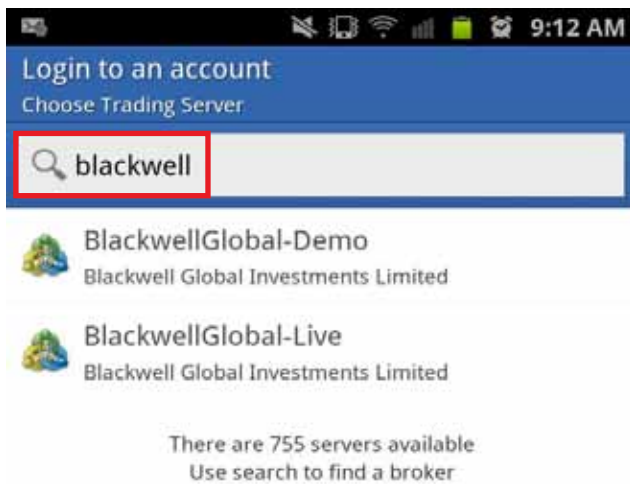 9:12 AM
Login to an account
Choose Trading Server
blackwell
BlackwellGlobal-Demo
Blackwell Global Investments Limited
BlackwellGlobal-Live
Blackwell Global Investments Limited
There are 755 servers available
Use search to find a broker